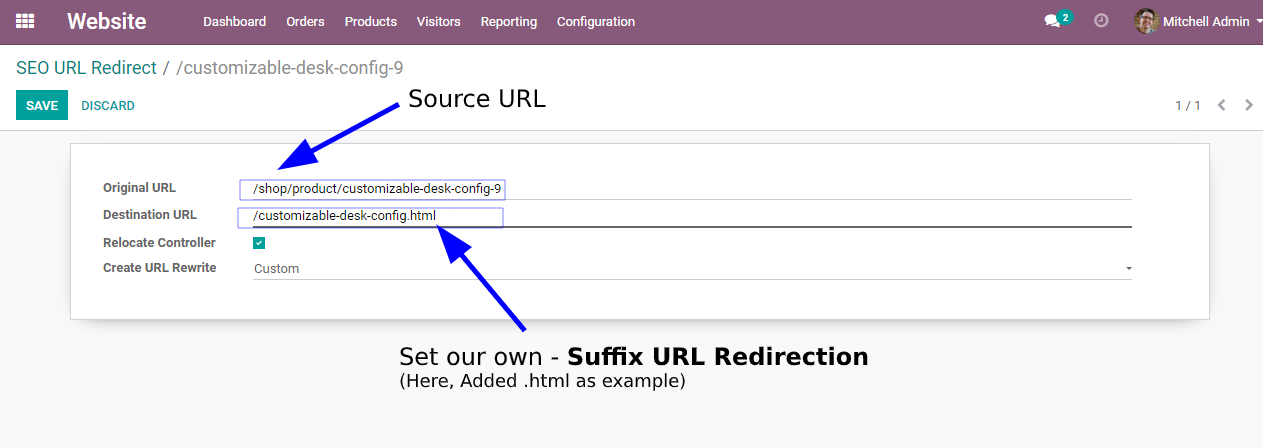 Website Dashboard Orders Products Visitors Reporting Configuration 2 Mitchell Admin
SEO URL Redirect / /customizable-desk-config-9
SAVE DISCARD 1 / 1
Source URL
Original URL /shop/product/customizable-desk-config-9
Destination URL /customizable-desk-config.html
Relocate Controller
Create URL Rewrite Custom
Set our own - Suffix URL Redirection
(Here, Added .html as example)